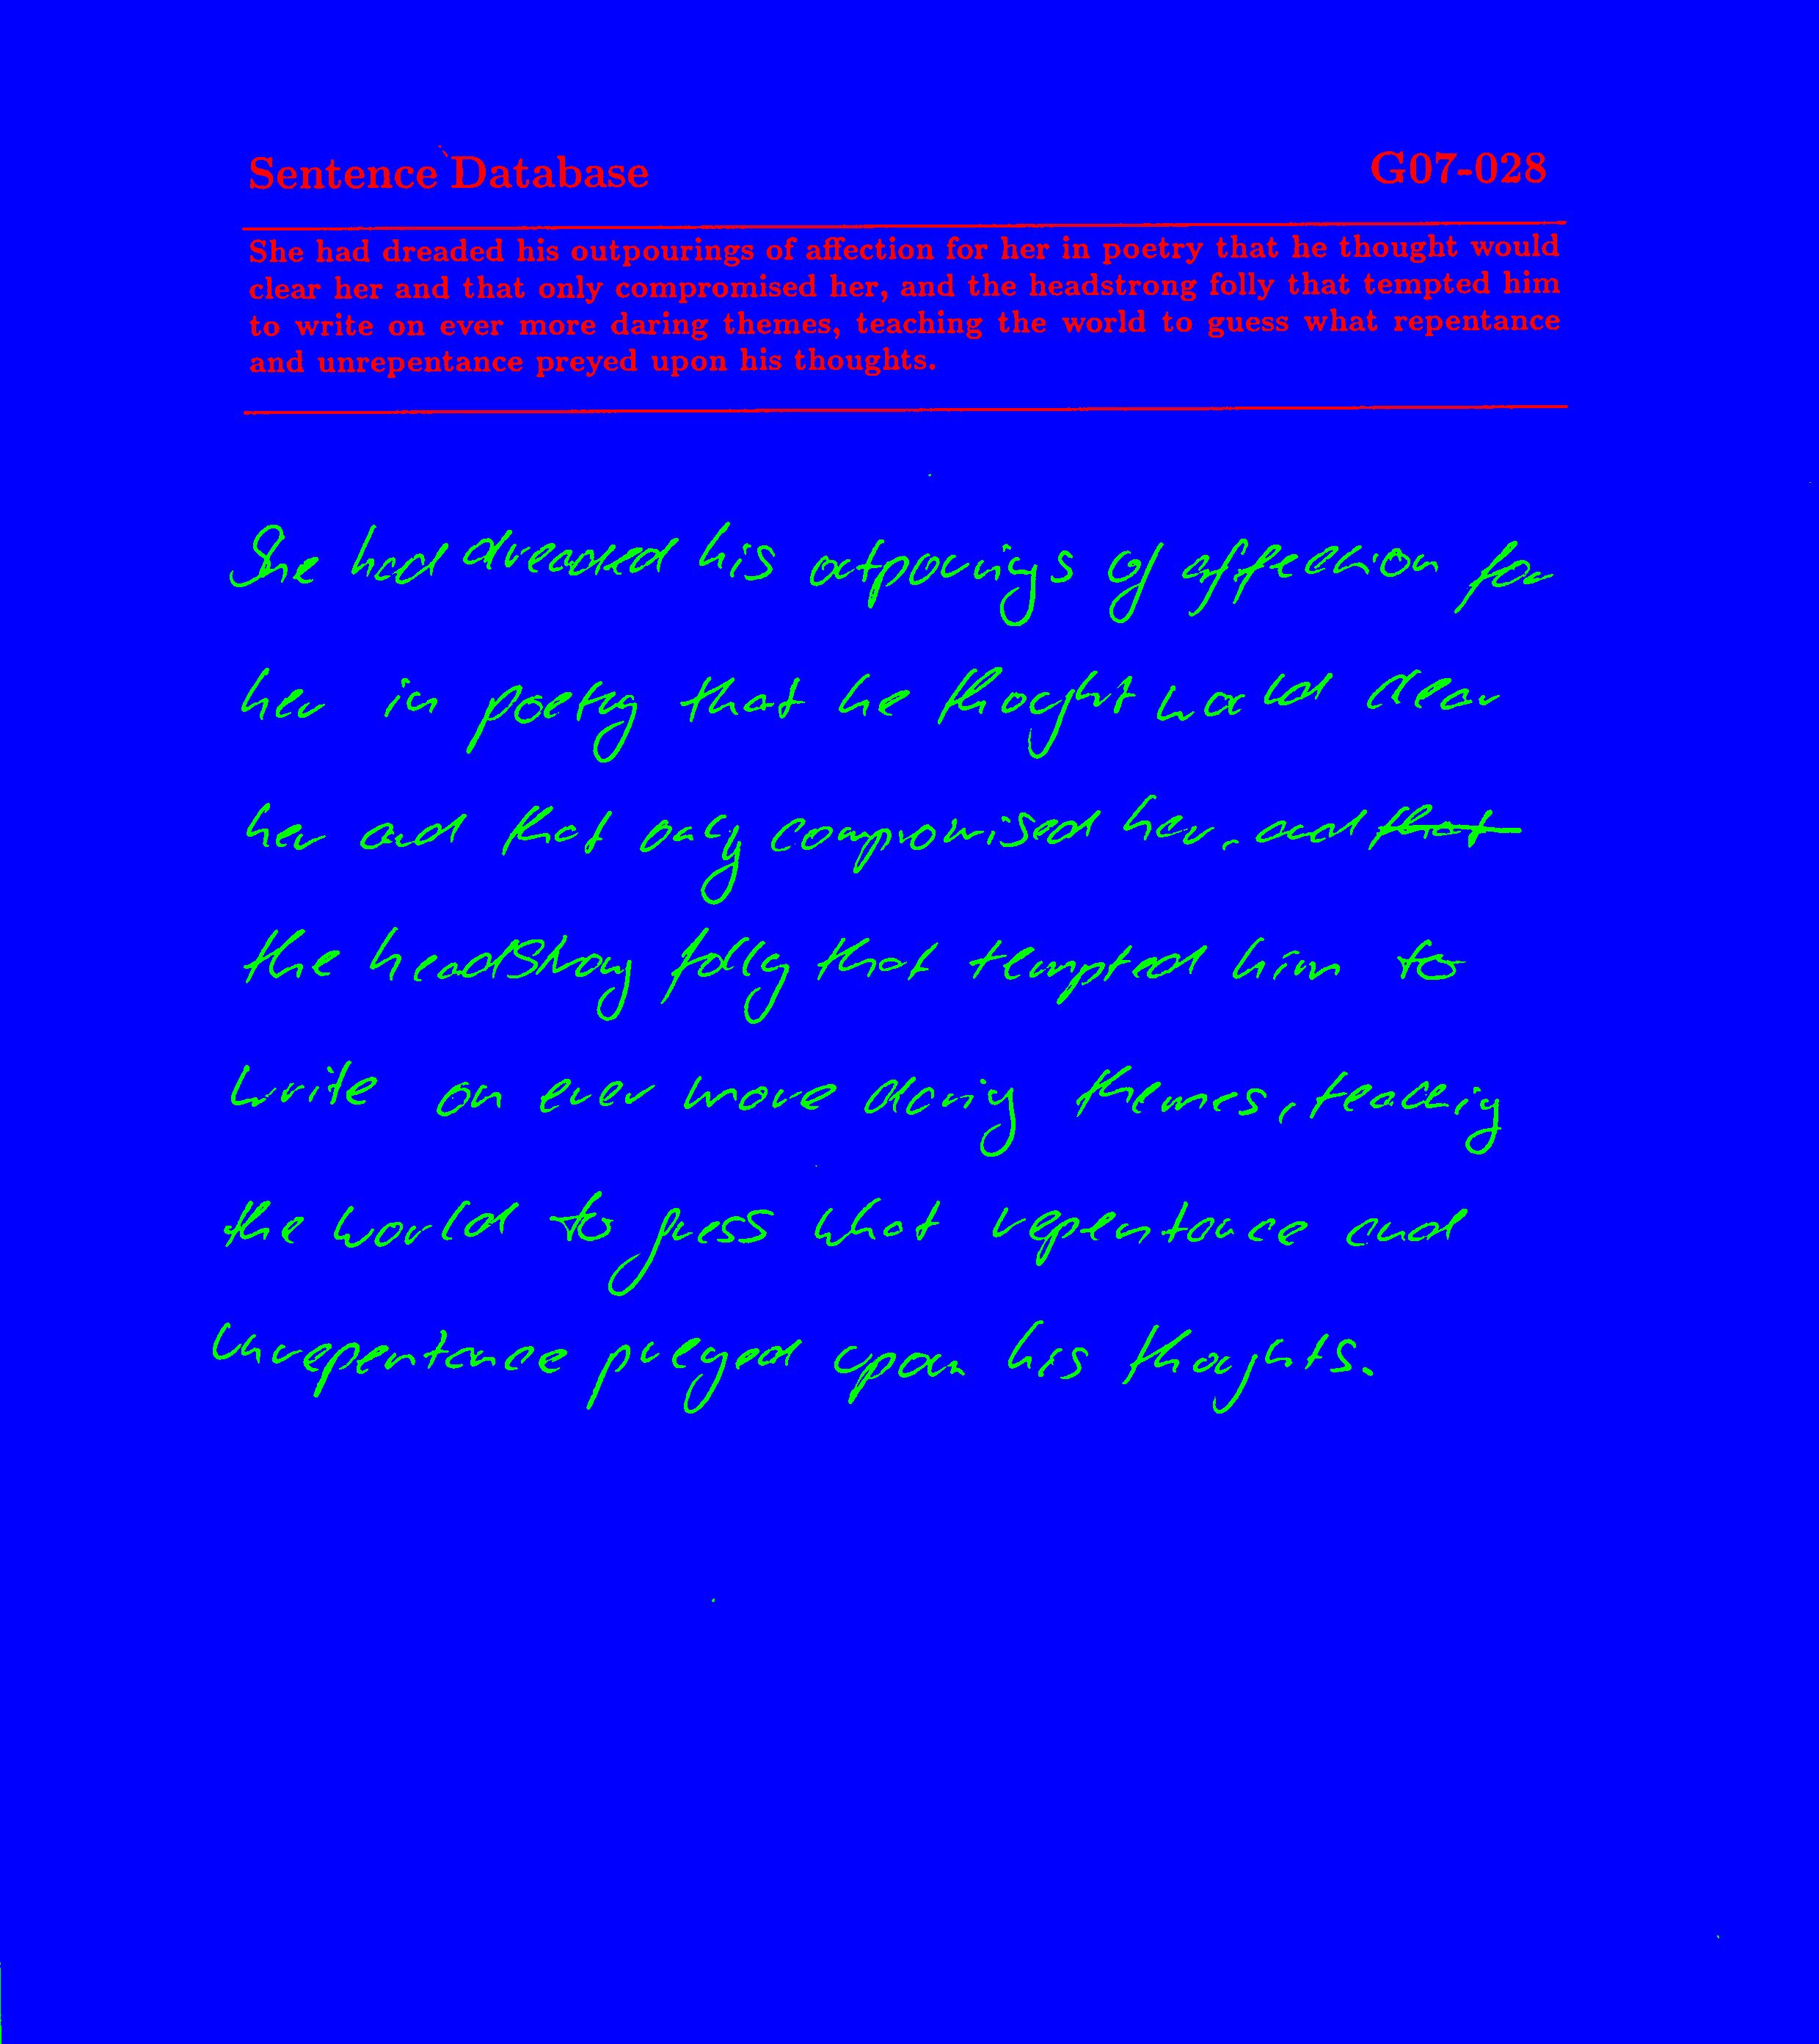 Sentence Database G07-028
She had dreaded his outpourings of affection for her in poetry that he thought would
clear her and that only compromised her, and the headstrong folly that tempted him
to write on ever more daring themes, teaching the world to guess what repentance
and unrepentance preyed upon his thoughts.
She had dreaded his outpourings of affection for
her in poetry that he thought would clear
her and that only compromised her, and that
the headstrong folly that tempted him to
write on ever more daring themes, teaching
the world to guess what repentance and
unrepentance preyed upon his thoughts.